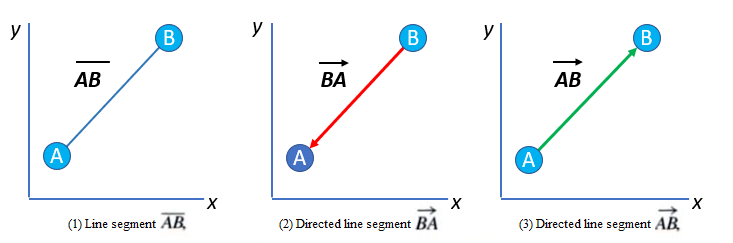 y
B
AB
A
x
(1) Line segment AB,
y
B
BA
A
x
(2) Directed line segment BA
y
B
AB
A
x
(3) Directed line segment AB,